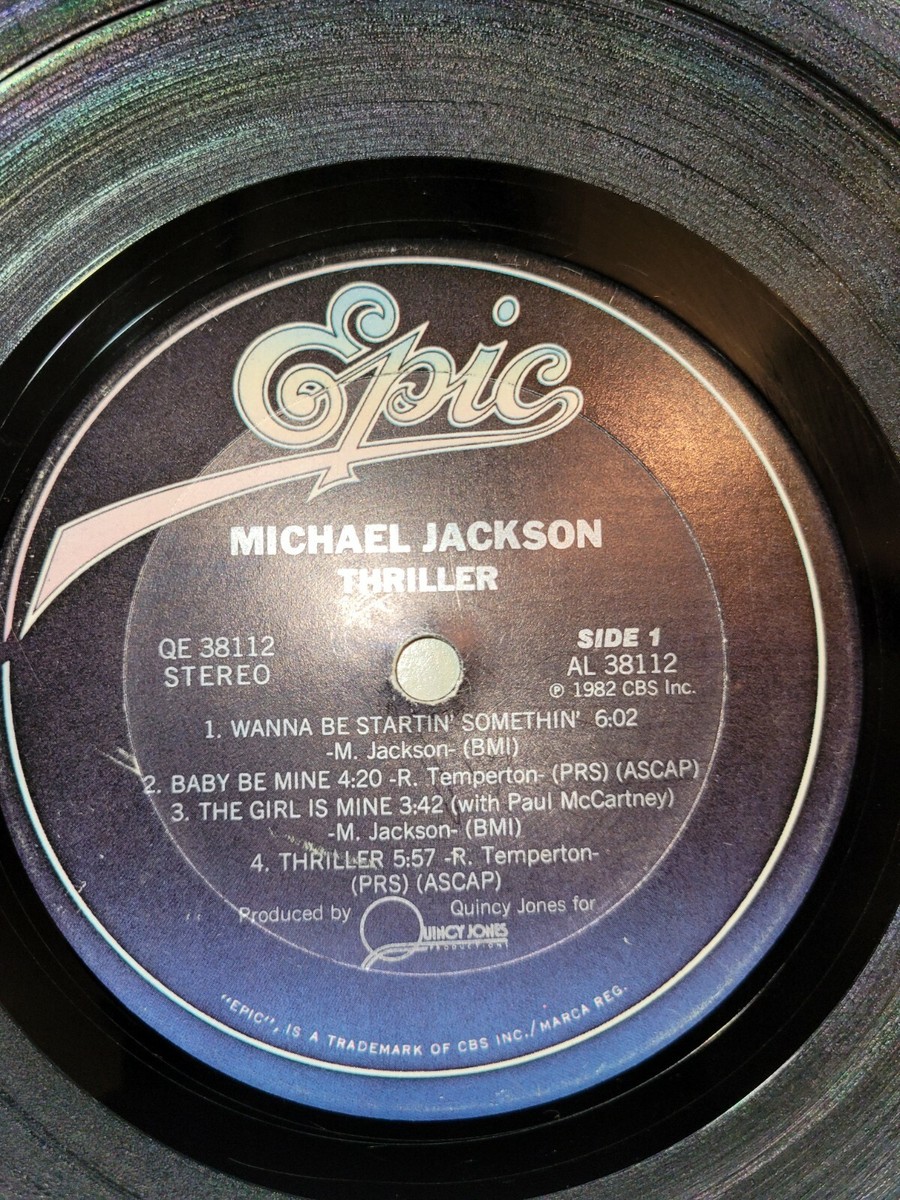 Epic
MICHAEL JACKSON
THRILLER
QE 38112
STEREO
SIDE 1
AL 38112
℗ 1982 CBS Inc.
1. WANNA BE STARTIN' SOMETHIN' 6:02
-M. Jackson- (BMI)
2. BABY BE MINE 4:20 -R. Temperton- (PRS) (ASCAP)
3. THE GIRL IS MINE 3:42 (with Paul McCartney)
-M. Jackson- (BMI)
4. THRILLER 5:57 -R. Temperton-
(PRS) (ASCAP)
Produced by Quincy Jones for
QUINCY JONES
PRODUCTIONS
"EPIC", IS A TRADEMARK OF CBS INC./MARCA REG.